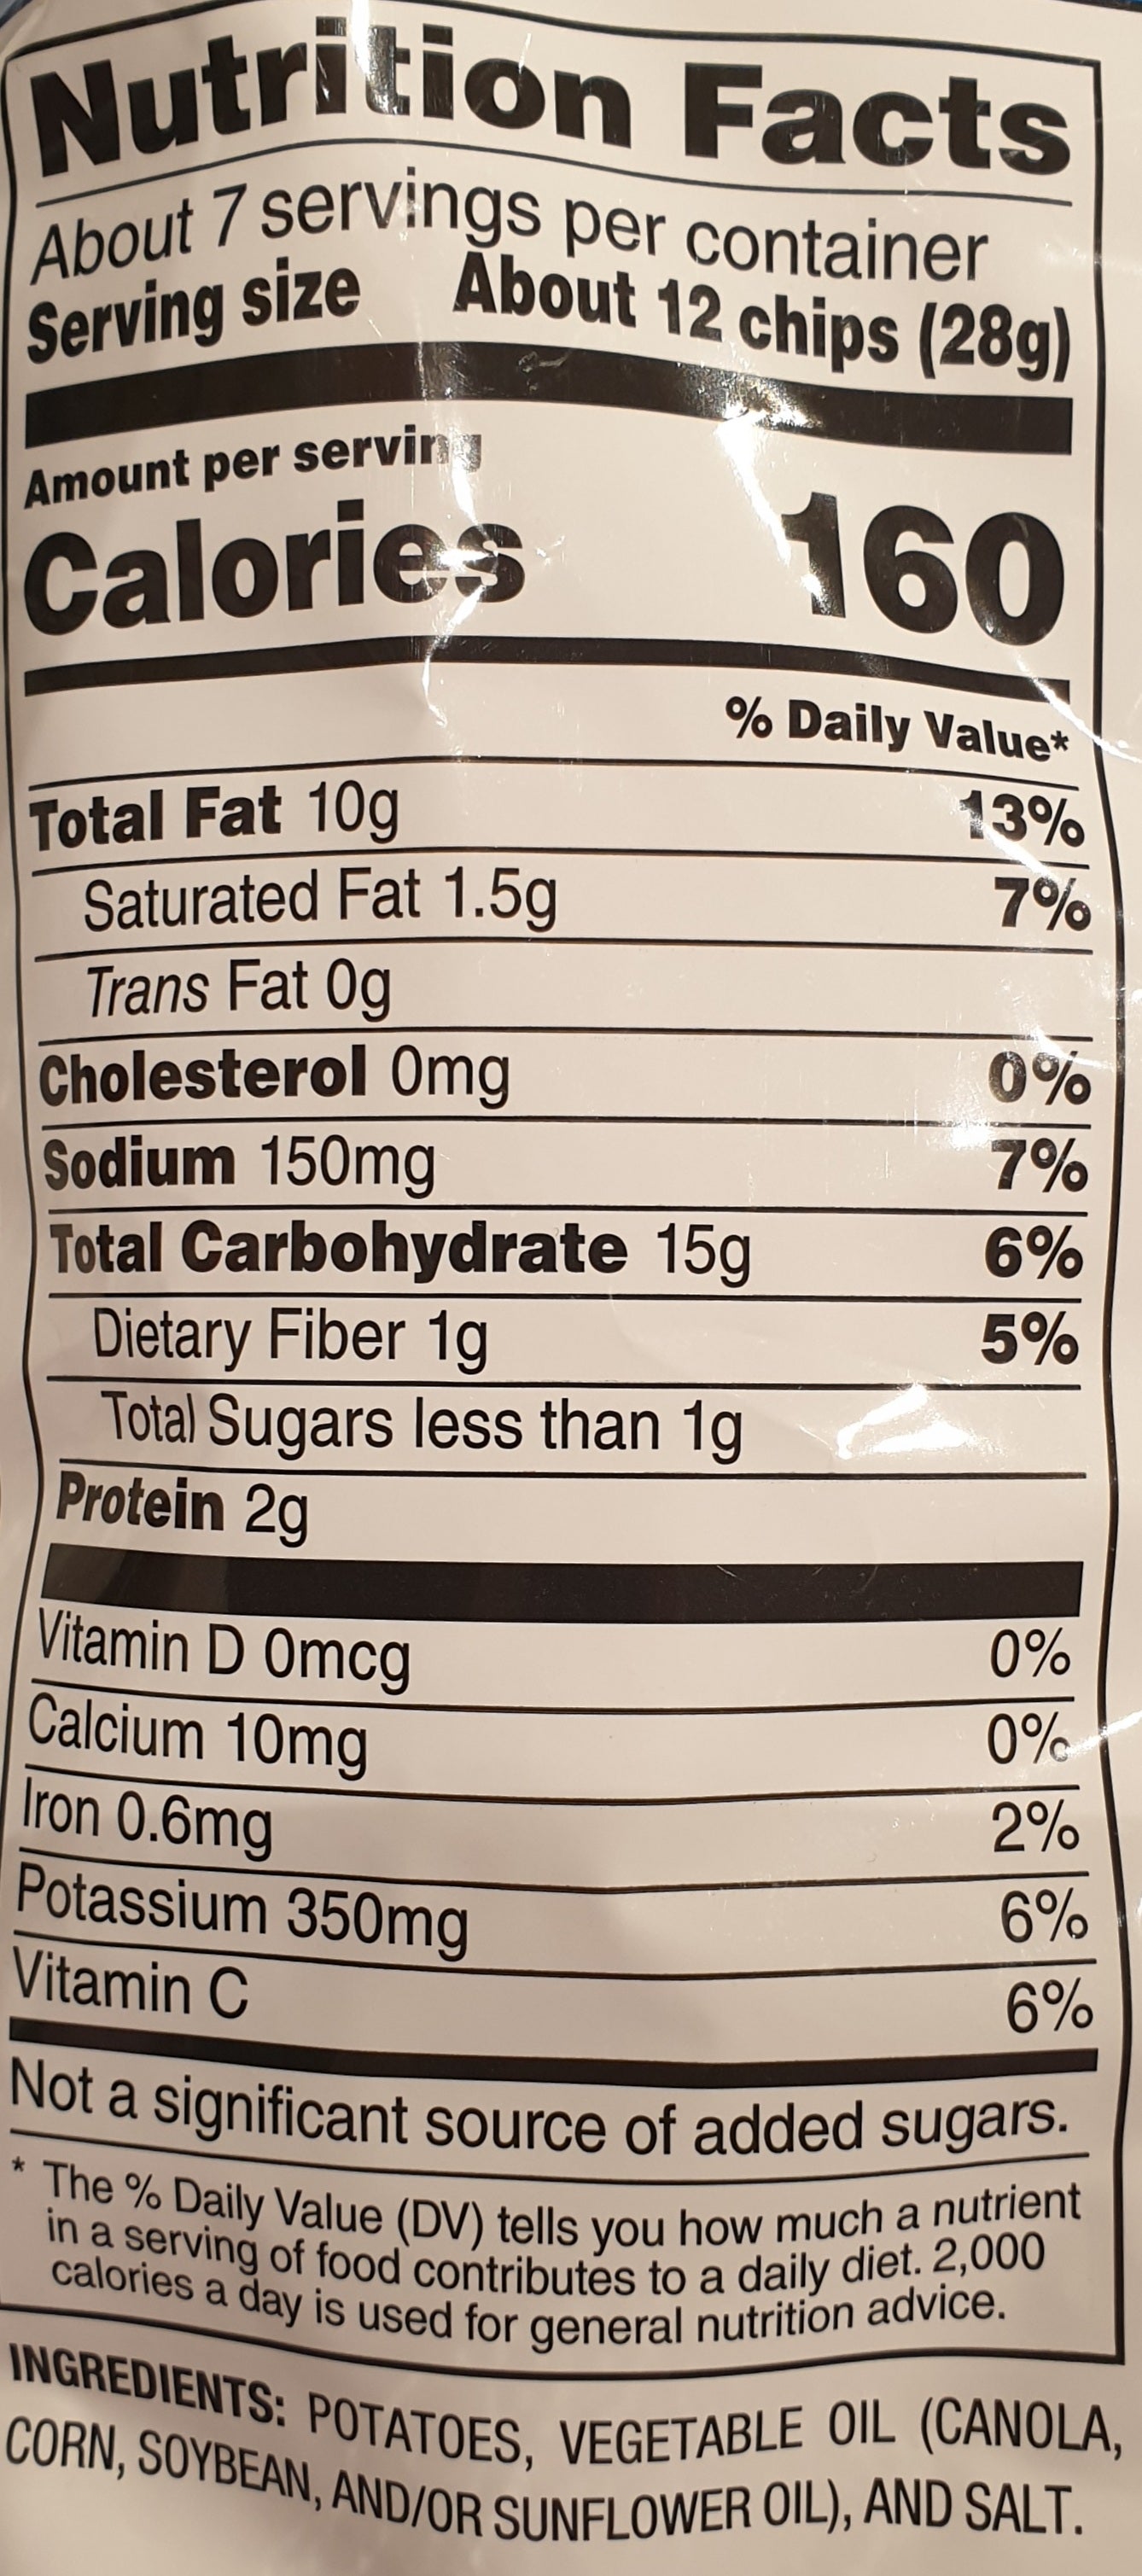 Nutrition Facts
About 7 servings per container
Serving size About 12 chips (28g)
Amount per serving
Calories 160
% Daily Value*
Total Fat 10g 13%
Saturated Fat 1.5g 7%
Trans Fat 0g
Cholesterol 0mg 0%
Sodium 150mg 7%
Total Carbohydrate 15g 6%
Dietary Fiber 1g 5%
Total Sugars less than 1g
Protein 2g
Vitamin D 0mcg 0%
Calcium 10mg 0%
Iron 0.6mg 2%
Potassium 350mg 6%
Vitamin C 6%
Not a significant source of added sugars.
* The % Daily Value (DV) tells you how much a nutrient
in a serving of food contributes to a daily diet. 2,000
calories a day is used for general nutrition advice.
INGREDIENTS: POTATOES, VEGETABLE OIL (CANOLA,
CORN, SOYBEAN, AND/OR SUNFLOWER OIL), AND SALT.